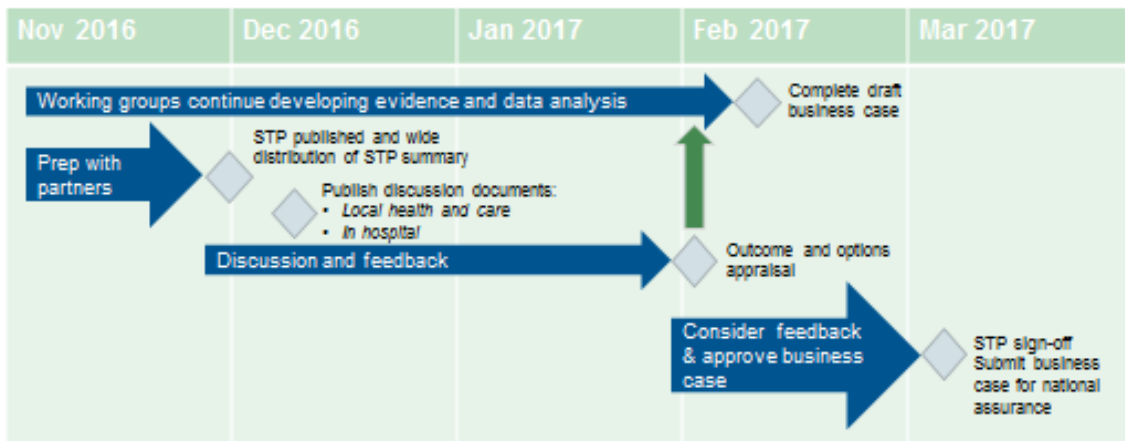 Nov 2016
Dec 2016
Jan 2017
Feb 2017
Mar 2017
Working groups continue developing evidence and data analysis
Complete draft
business case
Prep with
partners
STP published and wide
distribution of STP summary
Publish discussion documents:
• Local health and care
• In hospital
Discussion and feedback
Outcome and options
appraisal
Consider feedback
& approve business
case
STP sign-off
Submit business
case for national
assurance